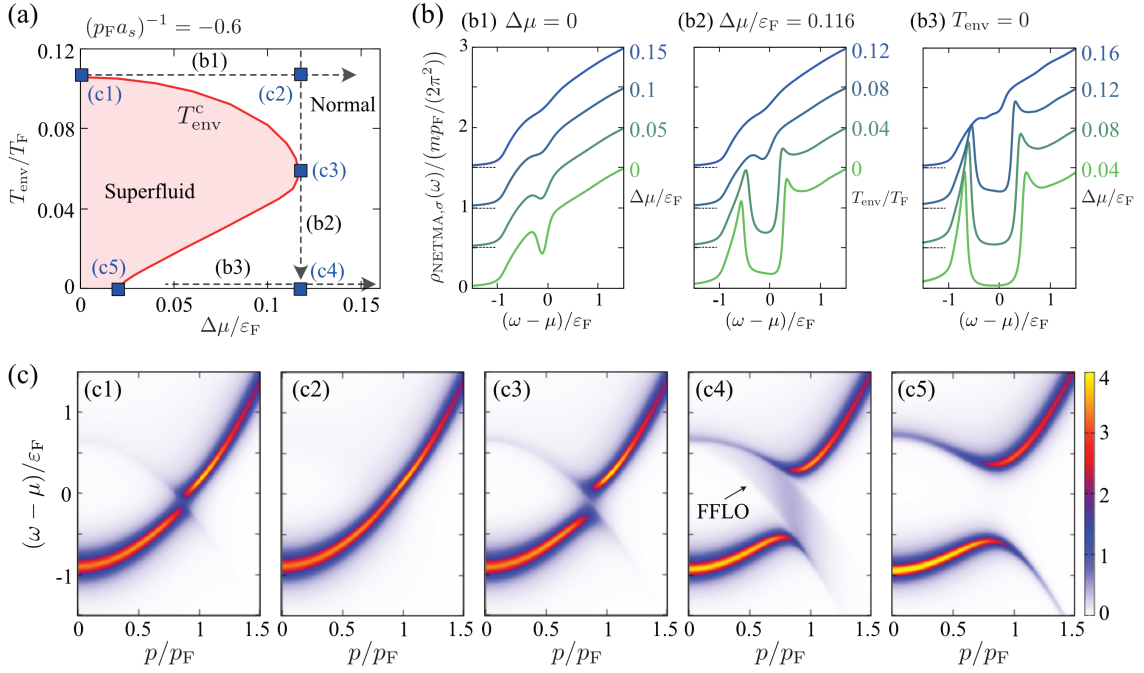 (a)
(p_F a_s)^{-1} = −0.6
0.12
0.08
0.04
0
T_env/T_F
(b1)
(c1)
(c2)
Normal
T^c_env
(c3)
Superfluid
(b2)
(c5)
(b3)
(c4)
0
0.05
0.1
0.15
Δμ/ε_F
(b)
(b1) Δμ = 0
(b2) Δμ/ε_F = 0.116
(b3) T_env = 0
ρ_NETMA,σ(ω)/(mp_F/(2π²))
3
2
1
0
0.15
0.1
0.05
0
Δμ/ε_F
0.12
0.08
0.04
0
T_env/T_F
0.16
0.12
0.08
0.04
Δμ/ε_F
-1 0 1
-1 0 1
-1 0 1
(ω − μ)/ε_F
(ω − μ)/ε_F
(ω − μ)/ε_F
(c)
(c1)
(c2)
(c3)
(c4)
(c5)
(ω − μ)/ε_F
1
0
-1
FFLO
4
3
2
1
0
0 0.5 1 1.5
0 0.5 1 1.5
0 0.5 1 1.5
0 0.5 1 1.5
0 0.5 1 1.5
p/p_F
p/p_F
p/p_F
p/p_F
p/p_F